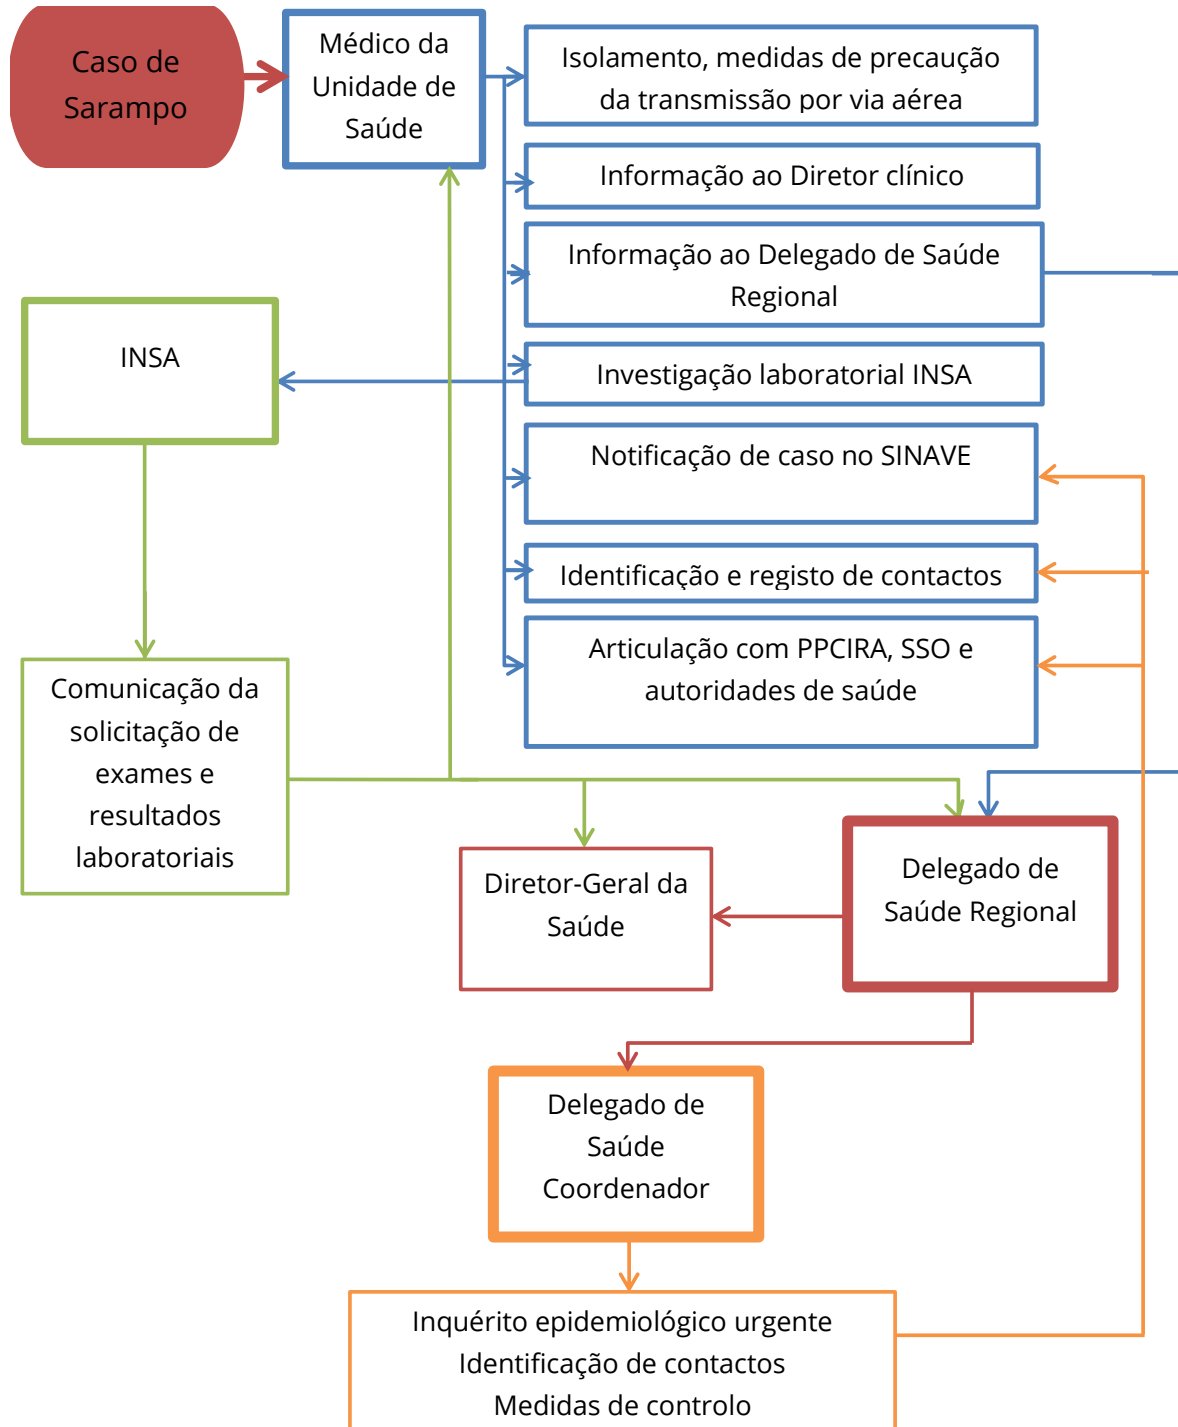 Caso de
Sarampo
Médico da
Unidade de
Saúde
Isolamento, medidas de precaução
da transmissão por via aérea
Informação ao Diretor clínico
Informação ao Delegado de Saúde
Regional
INSA
Investigação laboratorial INSA
Notificação de caso no SINAVE
Identificação e registo de contactos
Articulação com PPCIRA, SSO e
autoridades de saúde
Comunicação da
solicitação de
exames e
resultados
laboratoriais
Diretor-Geral da
Saúde
Delegado de
Saúde Regional
Delegado de
Saúde
Coordenador
Inquérito epidemiológico urgente
Identificação de contactos
Medidas de controlo